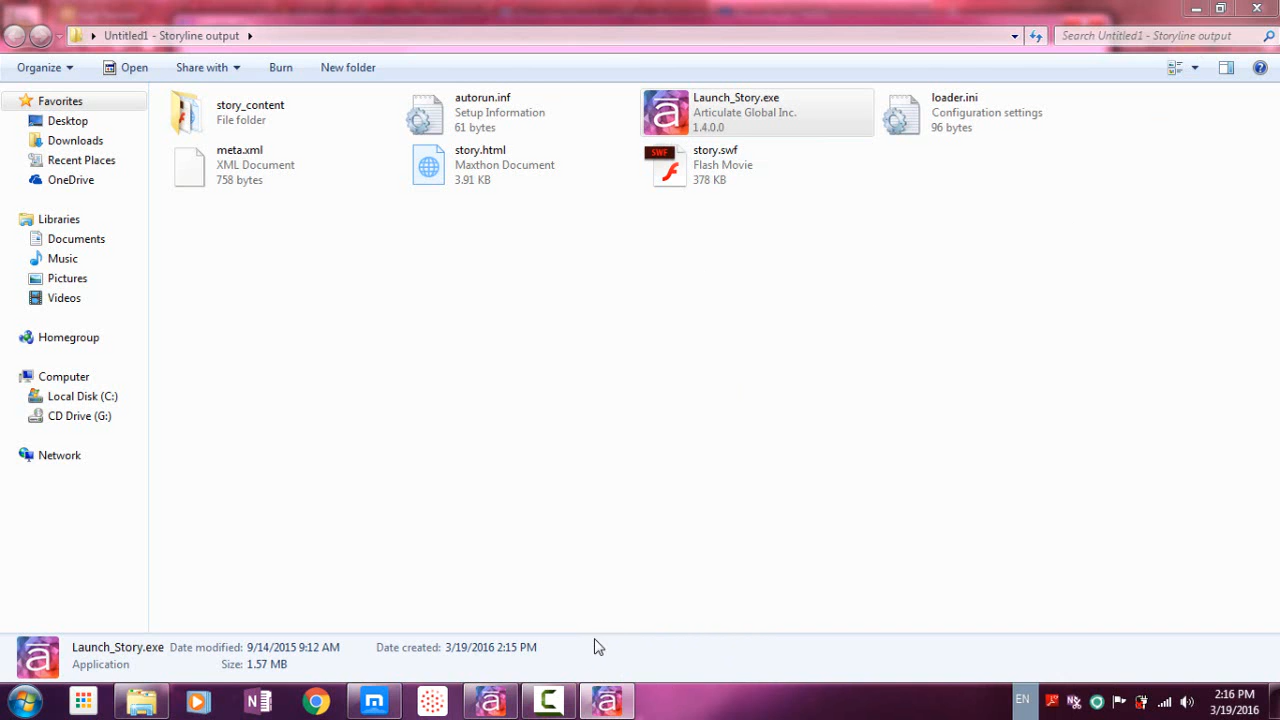 Untitled1 - Storyline output
Search Untitled1 - Storyline output
Organize
Open
Share with
Burn
New folder
Favorites
Desktop
Downloads
Recent Places
OneDrive
Libraries
Documents
Music
Pictures
Videos
Homegroup
Computer
Local Disk (C:)
CD Drive (G:)
Network
story_content
File folder
autorun.inf
Setup Information
61 bytes
Launch_Story.exe
Articulate Global Inc.
1.4.0.0
loader.ini
Configuration settings
96 bytes
meta.xml
XML Document
758 bytes
story.html
Maxthon Document
3.91 KB
SWF
story.swf
Flash Movie
378 KB
Launch_Story.exe Date modified: 9/14/2015 9:12 AM Date created: 3/19/2016 2:15 PM
Application Size: 1.57 MB
EN
2:16 PM
3/19/2016